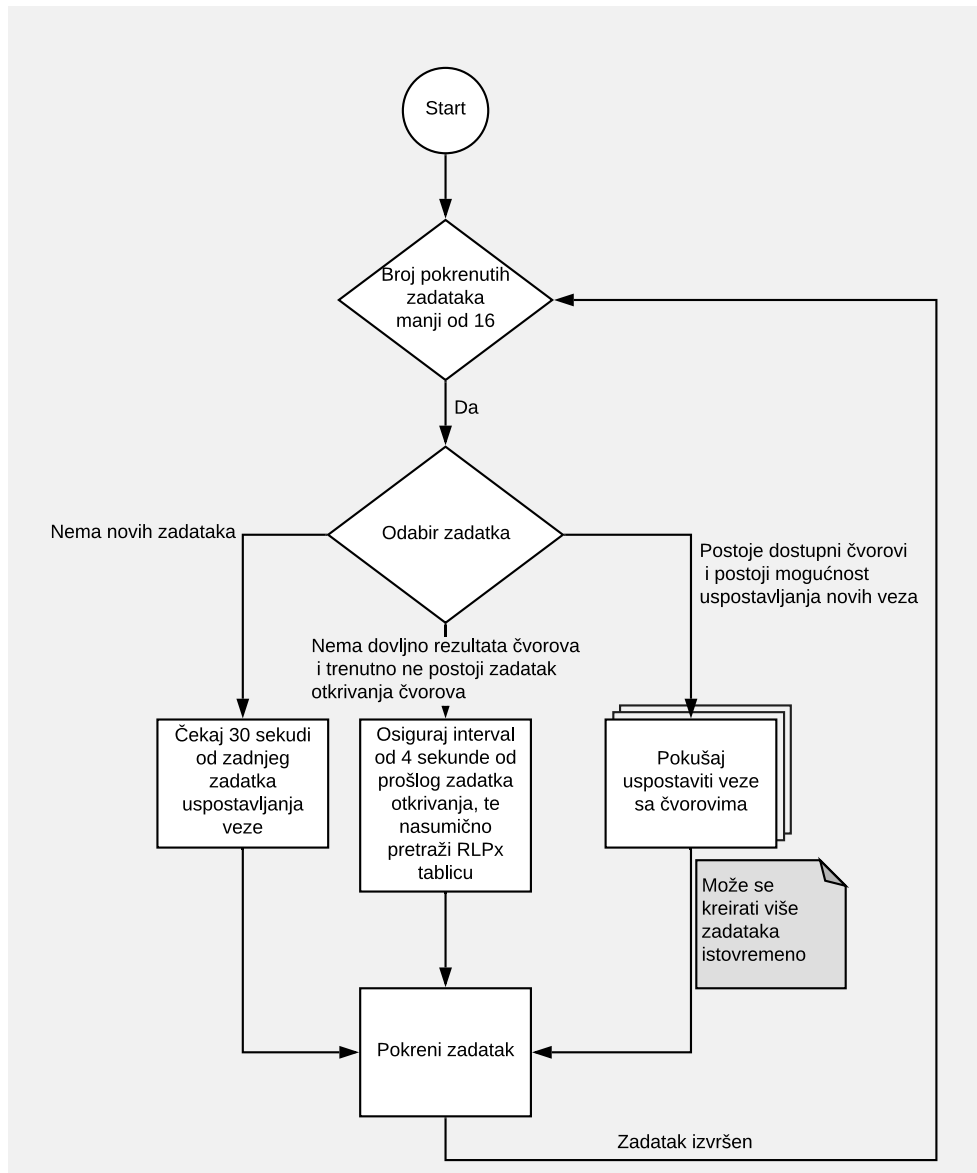 Start
Broj pokrenutih
zadataka
manji od 16
Da
Odabir zadatka
Nema novih zadataka
Postoje dostupni čvorovi
i postoji mogućnost
uspostavljanja novih veza
Nema dovljno rezultata čvorova
i trenutno ne postoji zadatak
otkrivanja čvorova
Čekaj 30 sekudi
od zadnjeg
zadatka
uspostavljanja
veze
Osiguraj interval
od 4 sekunde od
prošlog zadatka
otkrivanja, te
nasumično
pretraži RLPx
tablicu
Pokušaj
uspostaviti veze
sa čvorovima
Može se
kreirati više
zadataka
istovremeno
Pokreni zadatak
Zadatak izvršen